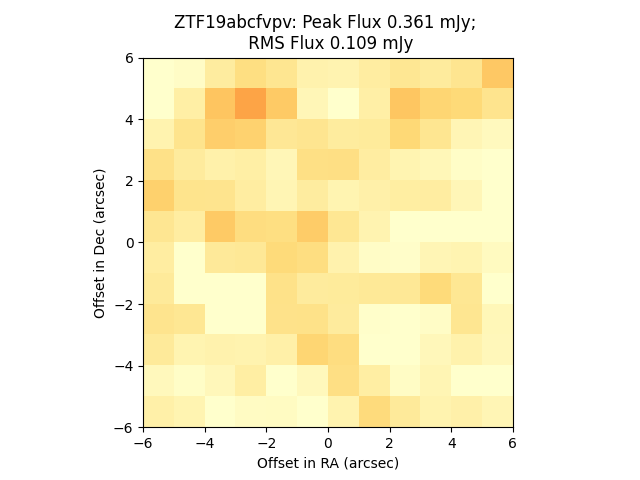 ZTF19abcfvpv: Peak Flux 0.361 mJy;
RMS Flux 0.109 mJy
6
4
2
0
−2
−4
−6
Offset in Dec (arcsec)
−6 −4 −2 0 2 4 6
Offset in RA (arcsec)